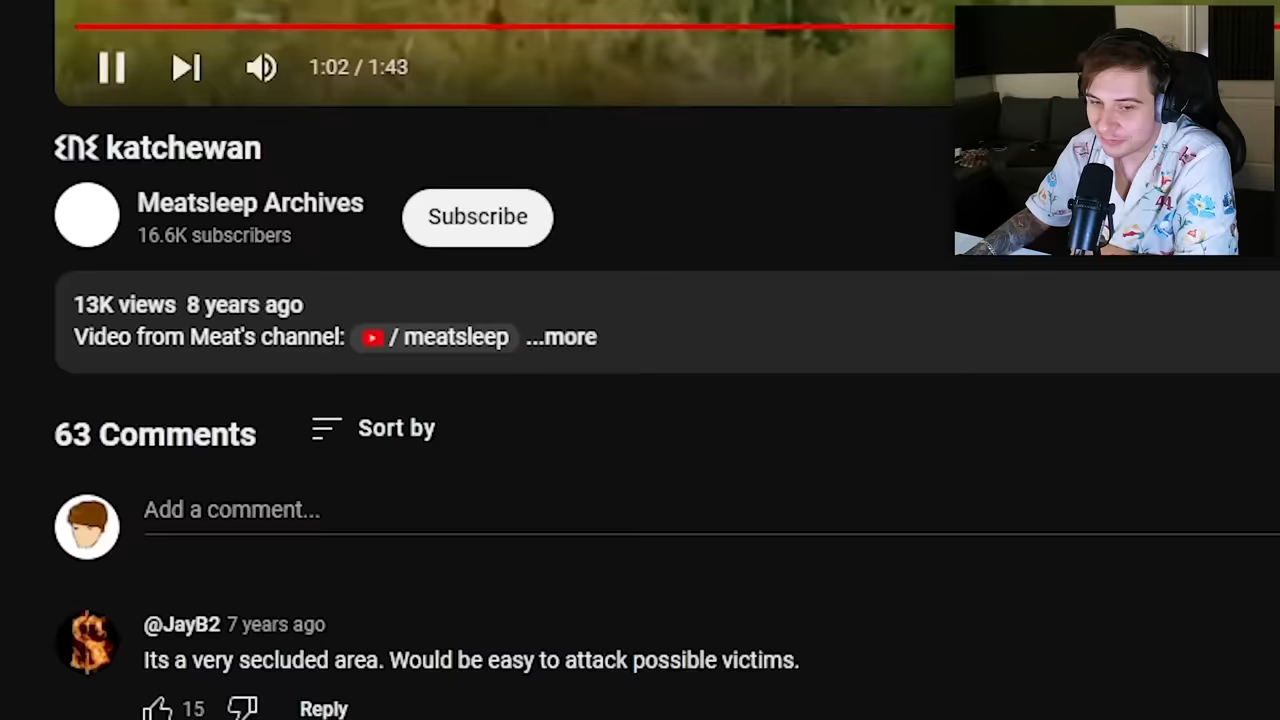 1:02 / 1:43
ꒊꋊꒊ katchewan
Meatsleep Archives
16.6K subscribers
Subscribe
13K views 8 years ago
Video from Meat's channel: / meatsleep ...more
63 Comments
Sort by
Add a comment...
@JayB2 7 years ago
Its a very secluded area. Would be easy to attack possible victims.
15
Reply